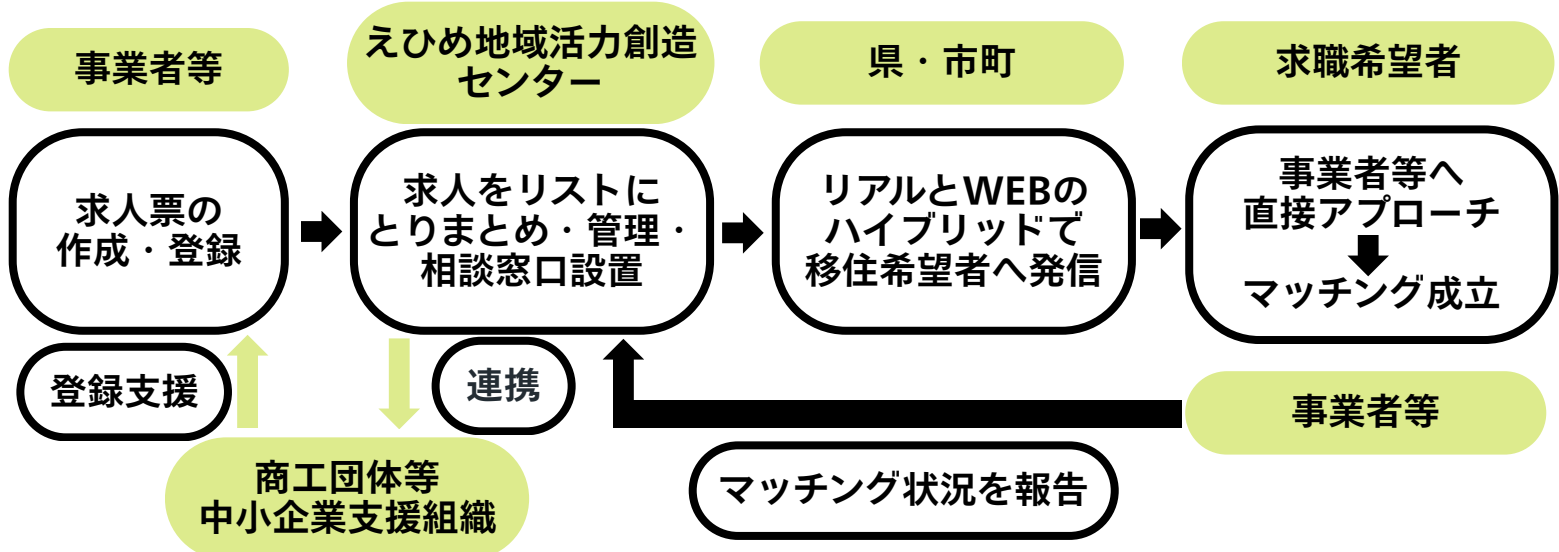 事業者等
えひめ地域活力創造
センター
県・市町
求職希望者
求人票の
作成・登録
求人をリストに
とりまとめ・管理・
相談窓口設置
リアルとWEBの
ハイブリッドで
移住希望者へ発信
事業者等へ
直接アプローチ
マッチング成立
登録支援
連携
事業者等
商工団体等
中小企業支援組織
マッチング状況を報告